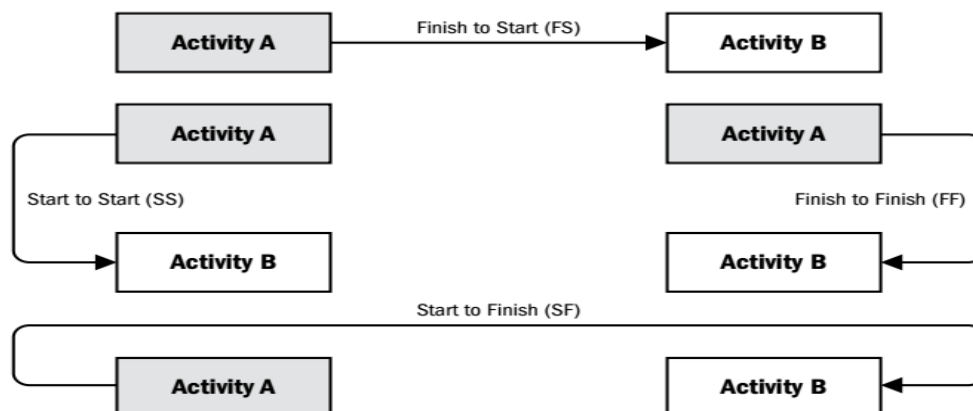 Activity A
Finish to Start (FS)
Activity B
Activity A
Activity A
Start to Start (SS)
Finish to Finish (FF)
Activity B
Activity B
Start to Finish (SF)
Activity A
Activity B